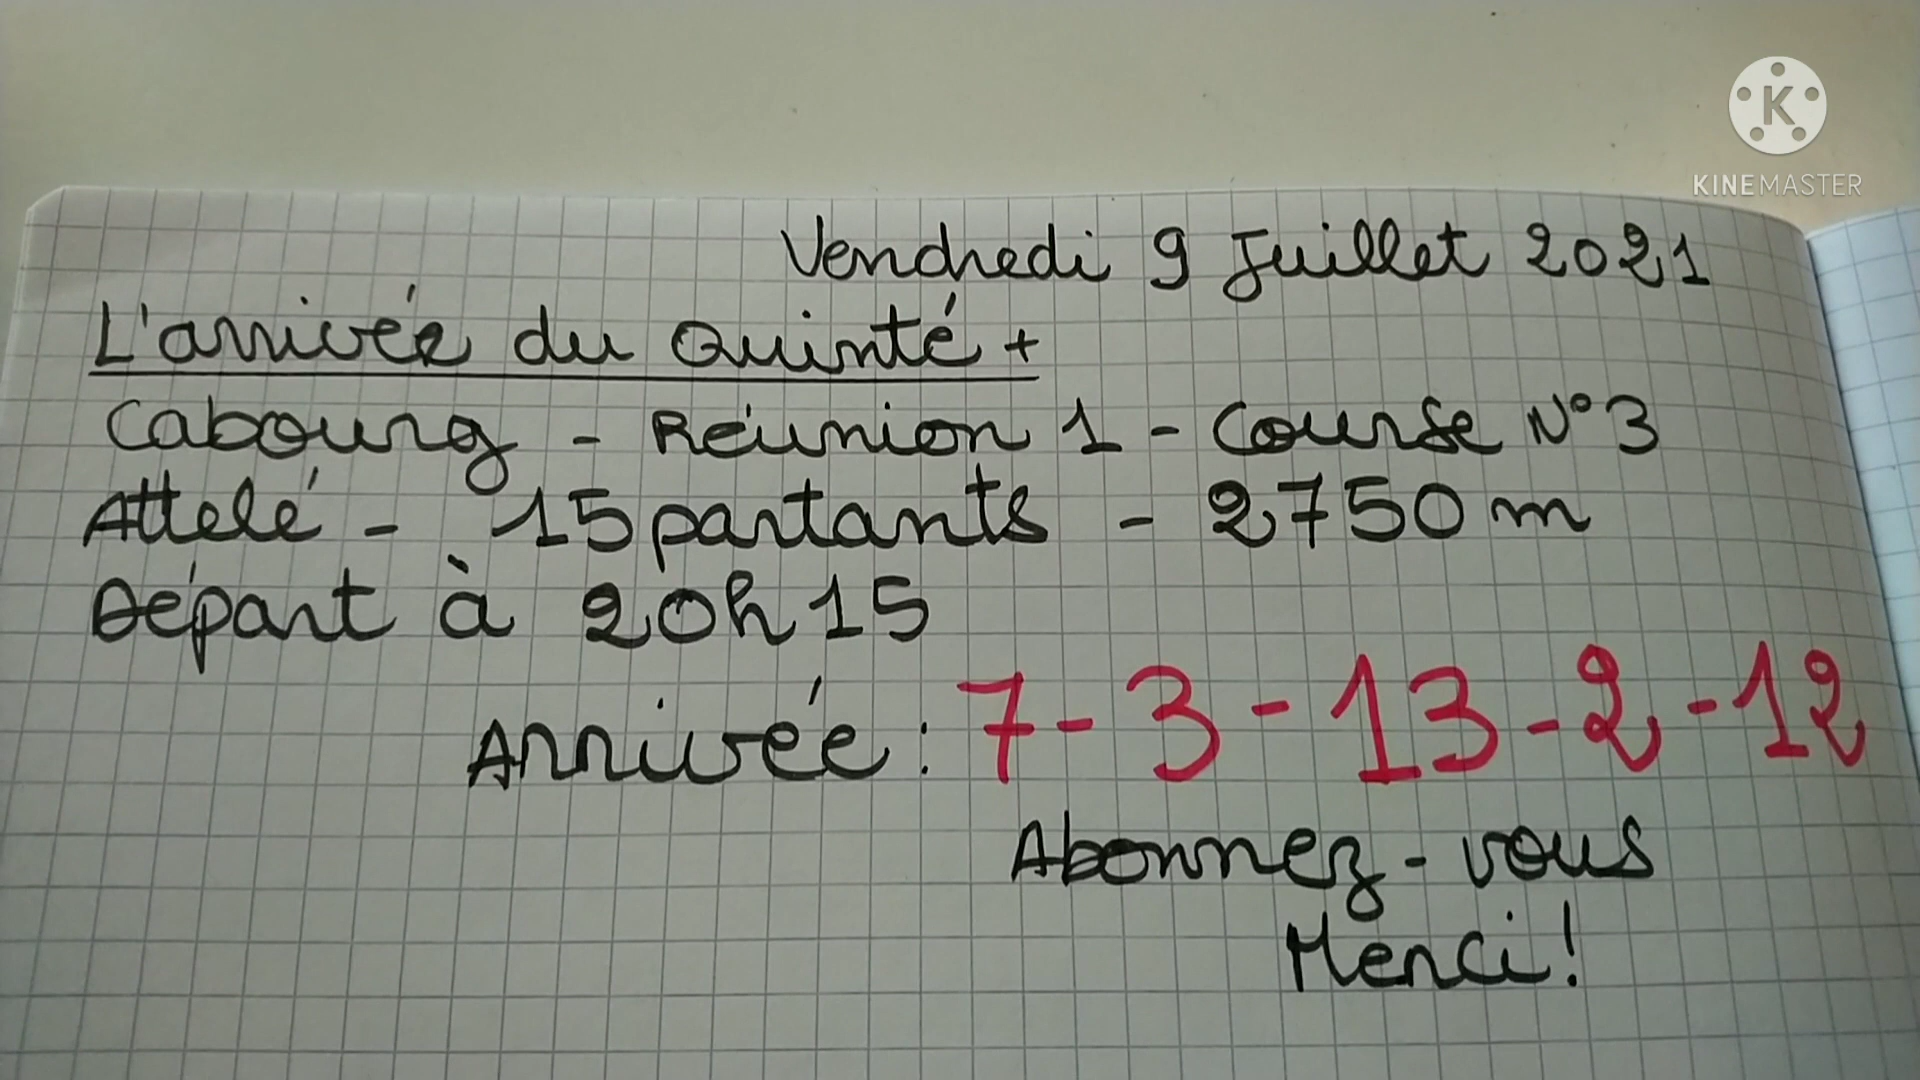 KINEMASTER
Vendredi 9 Juillet 2021
L'arrivée du Quinté +
Cabourg - Réunion 1 - Course N°3
Attelé - 15 partants - 2750 m
Départ à 20h15
Arrivée : 7 - 3 - 13 - 2 - 12
Abonnez-vous
Merci !